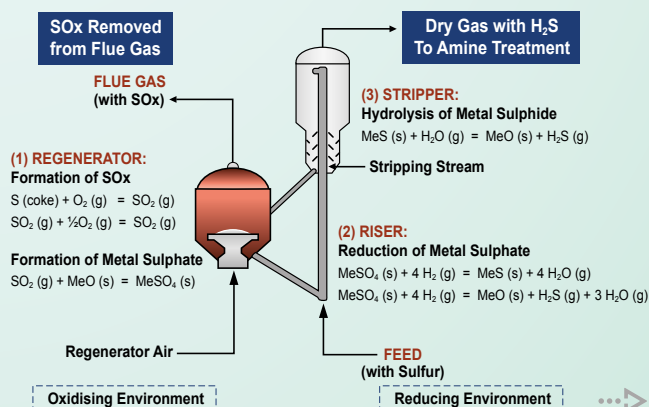 SOx Removed
from Flue Gas
Dry Gas with H₂S
To Amine Treatment
FLUE GAS
(with SOx)
(3) STRIPPER:
Hydrolysis of Metal Sulphide
MeS (s) + H₂O (g) = MeO (s) + H₂S (g)
Stripping Stream
(1) REGENERATOR:
Formation of SOx
S (coke) + O₂ (g) = SO₂ (g)
SO₂ (g) + ½O₂ (g) = SO₂ (g)
Formation of Metal Sulphate
SO₂ (g) + MeO (s) = MeSO₄ (s)
(2) RISER:
Reduction of Metal Sulphate
MeSO₄ (s) + 4 H₂ (g) = MeS (s) + 4 H₂O (g)
MeSO₄ (s) + 4 H₂ (g) = MeO (s) + H₂S (g) + 3 H₂O (g)
Regenerator Air
FEED
(with Sulfur)
Oxidising Environment
Reducing Environment